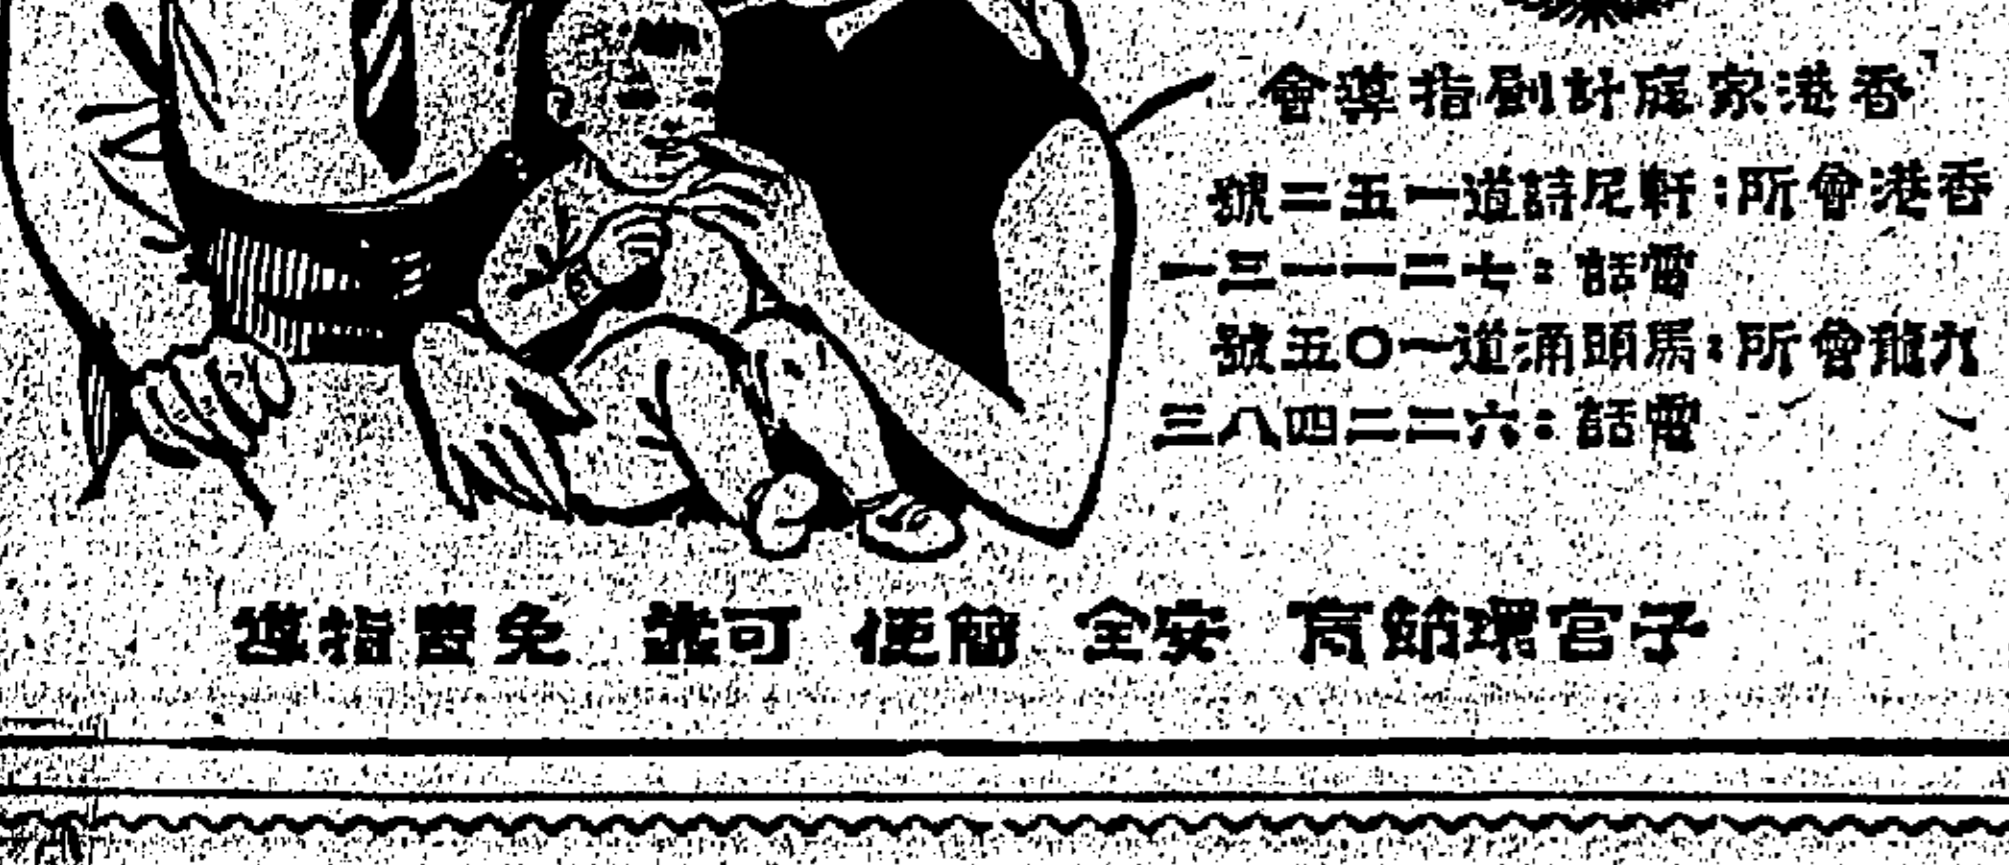 香港家庭計劃指導會
香港會所：軒尼詩道一五二號
電話：七二一一三一
九龍會所：馬頭涌道一〇五號
電話：六二二四八三
子宮環節育 安全 簡便 可靠 免費指導